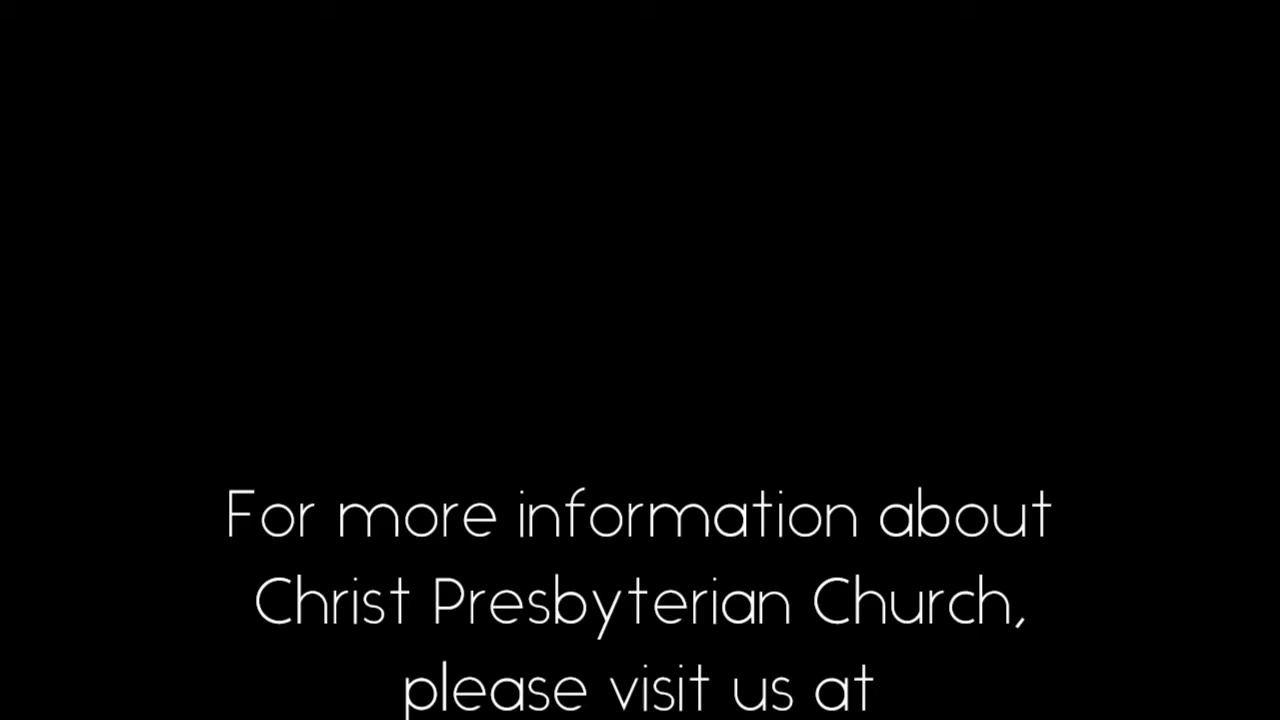 For more information about
Christ Presbyterian Church,
please visit us at